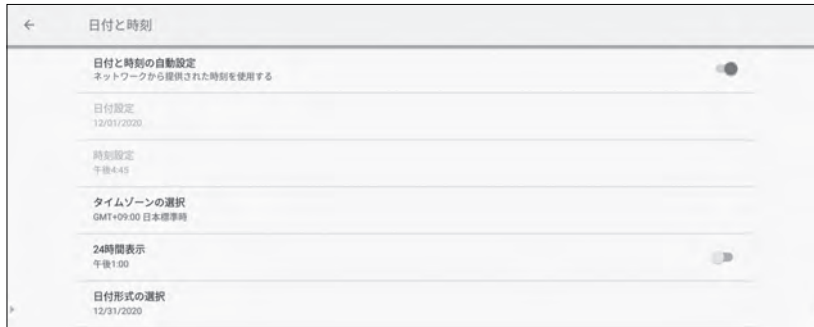 日付と時刻
日付と時刻の自動設定
ネットワークから提供された時刻を使用する
日付設定
12/01/2020
時刻設定
午後4:45
タイムゾーンの選択
GMT+09:00 日本標準時
24時間表示
午後1:00
日付形式の選択
12/31/2020